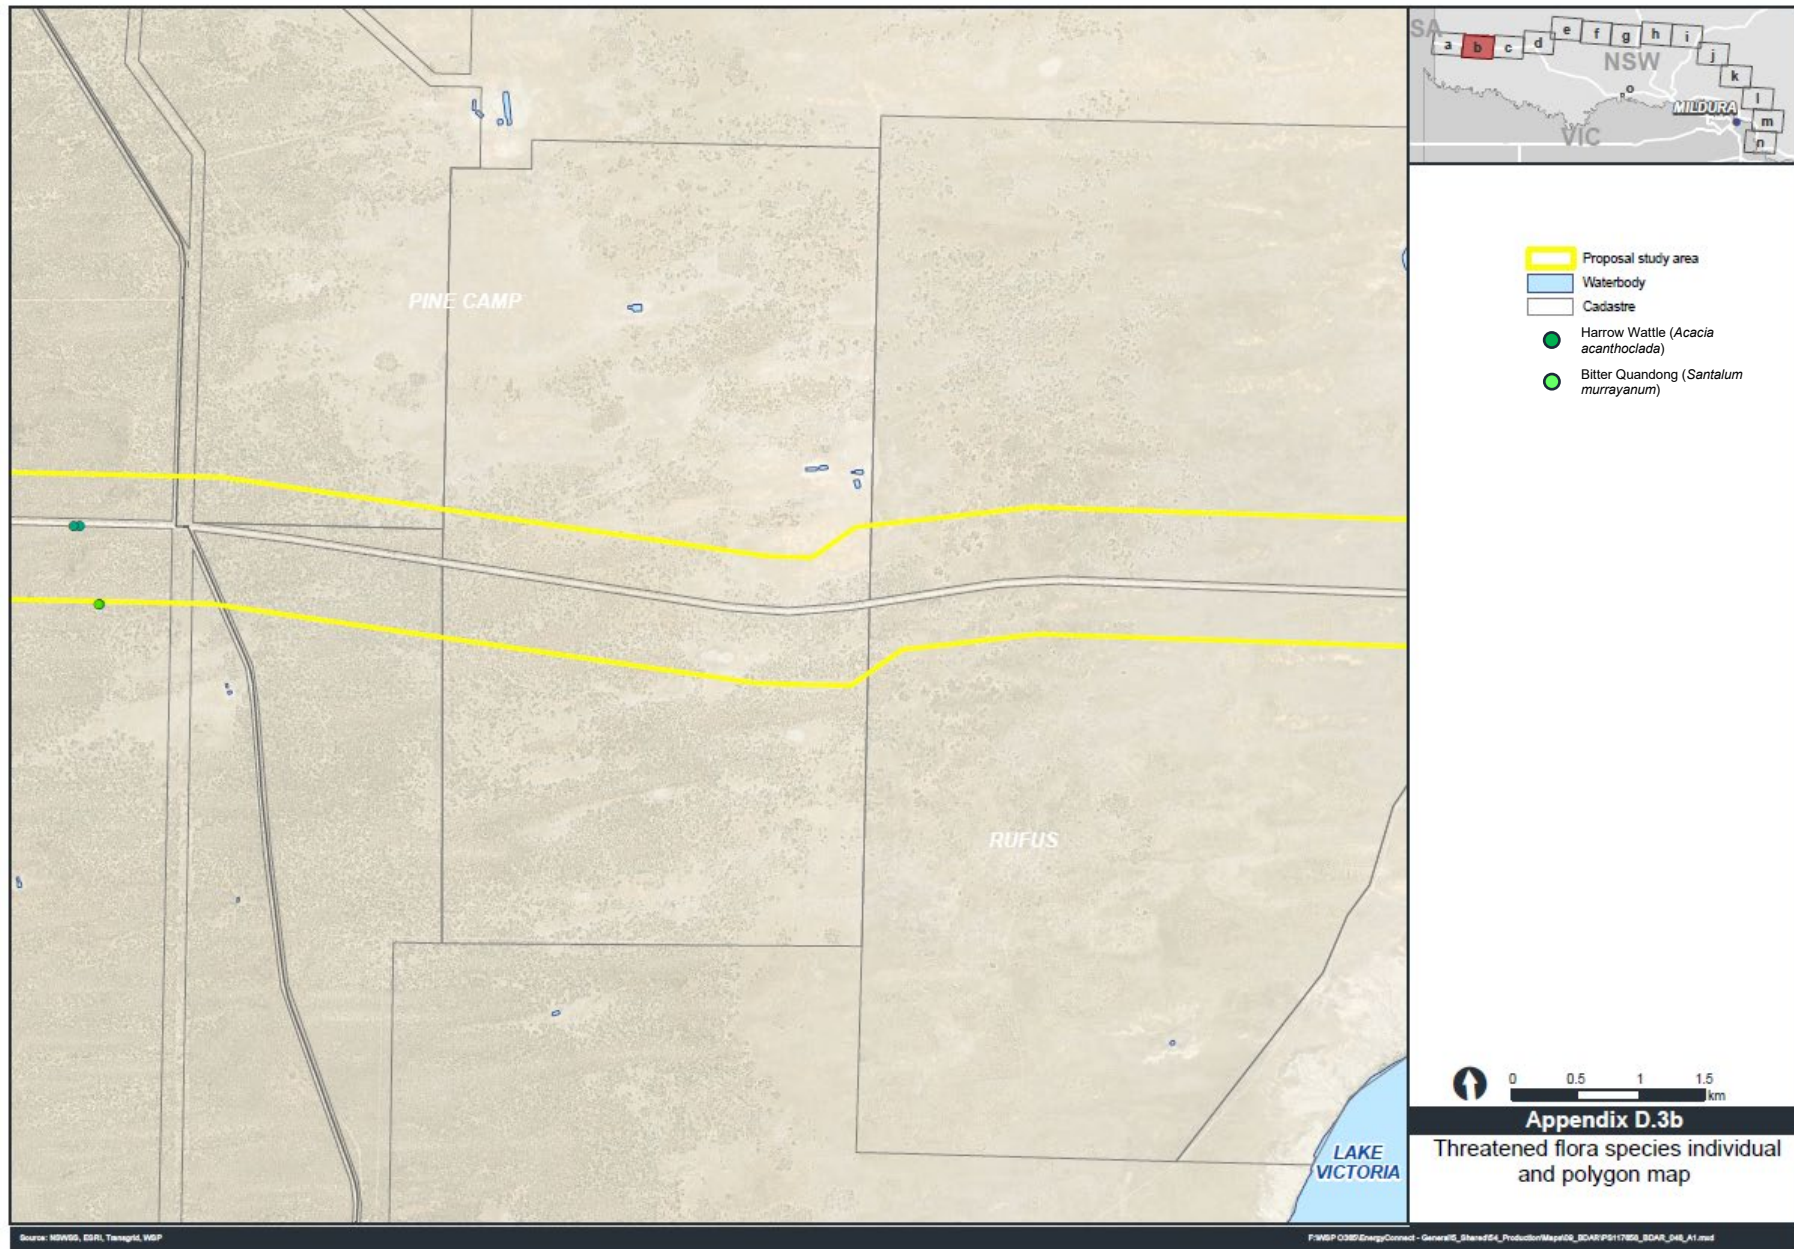 SA
a
b
c
d
e
f
g
h
i
j
k
l
m
n
o
NSW
MILDURA
VIC
PINE CAMP
RUFUS
LAKE
VICTORIA
Proposal study area
Waterbody
Cadastre
Harrow Wattle (Acacia
acanthoclada)
Bitter Quandong (Santalum
murrayanum)
0 0.5 1 1.5
km
Appendix D.3b
Threatened flora species individual
and polygon map
Source: NSWSS, ESRI, Transgrid, WSP